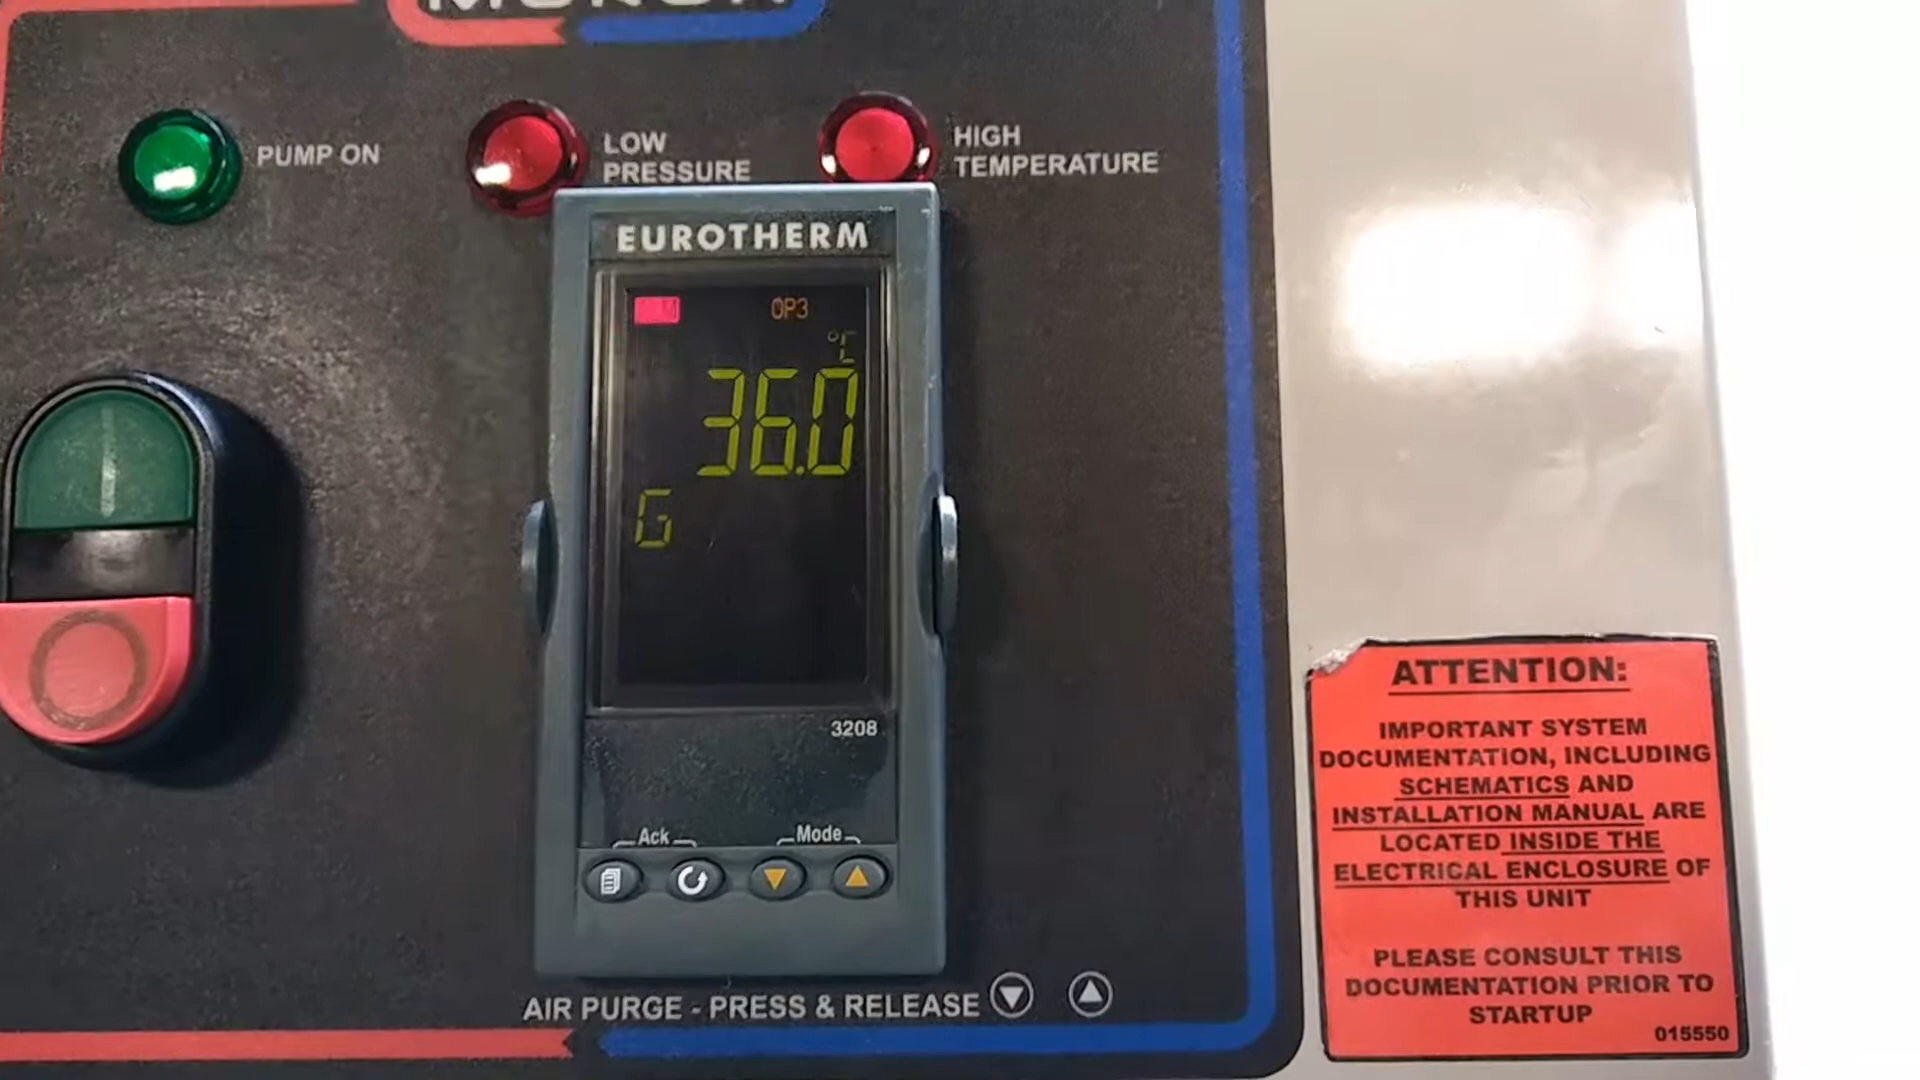 PUMP ON
LOW
PRESSURE
HIGH
TEMPERATURE
EUROTHERM
OP3
°C
36.0
G
3208
Ack
Mode
AIR PURGE - PRESS & RELEASE
ATTENTION:
IMPORTANT SYSTEM
DOCUMENTATION, INCLUDING
SCHEMATICS AND
INSTALLATION MANUAL ARE
LOCATED INSIDE THE
ELECTRICAL ENCLOSURE OF
THIS UNIT
PLEASE CONSULT THIS
DOCUMENTATION PRIOR TO
STARTUP
015550